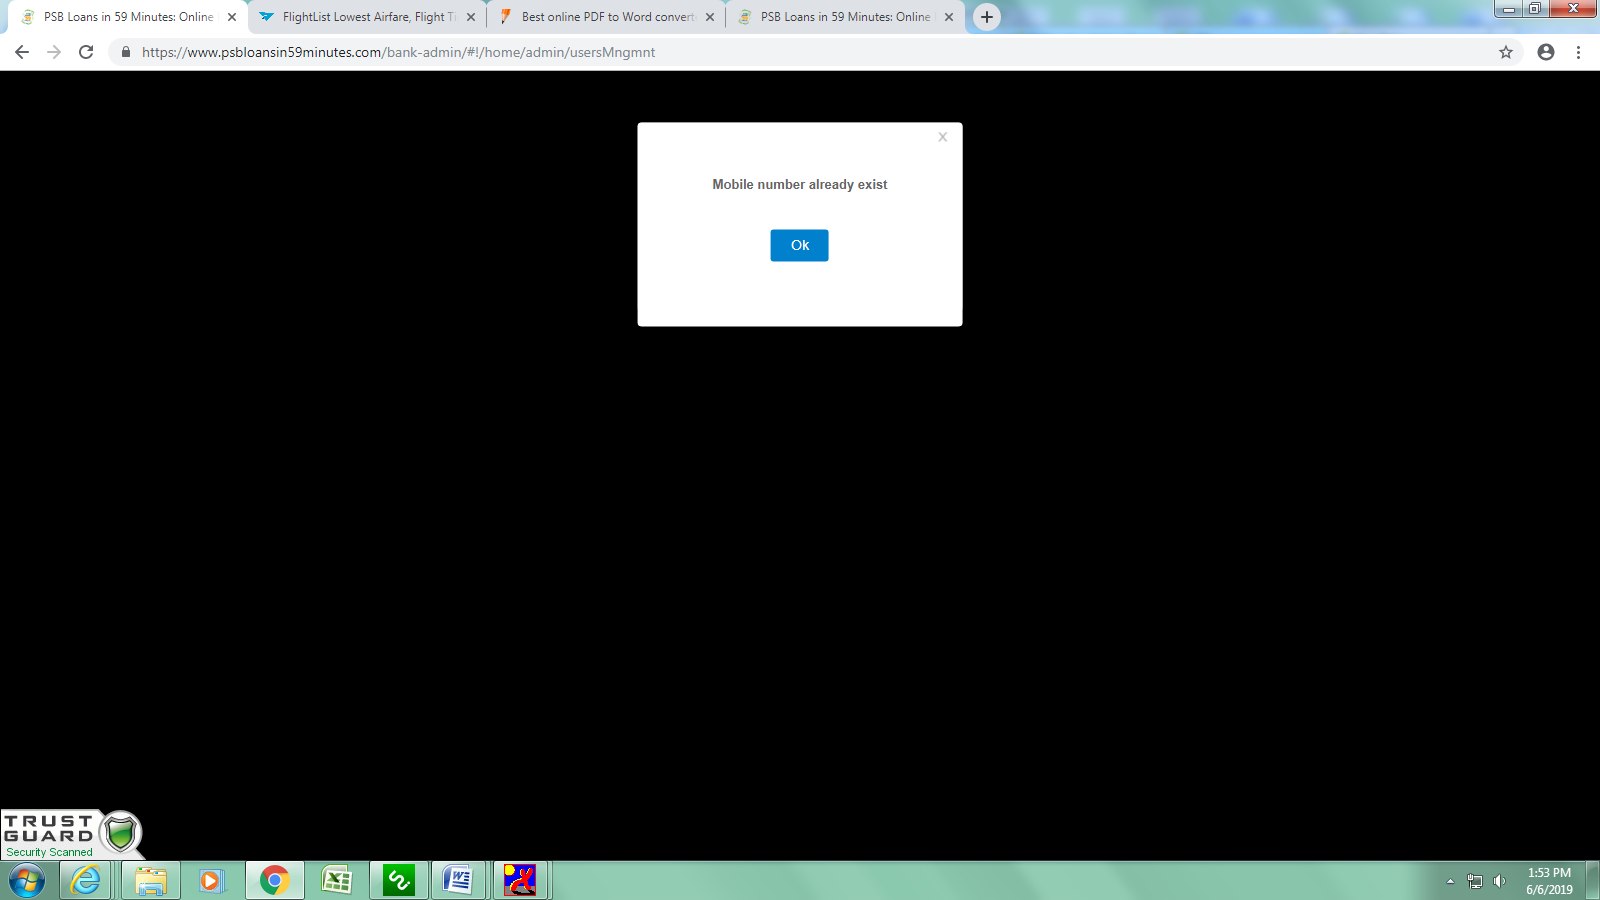 PSB Loans in 59 Minutes: Online
FlightList Lowest Airfare, Flight Ti
Best online PDF to Word convert
PSB Loans in 59 Minutes: Online
https://www.psbloansin59minutes.com/bank-admin/#!/home/admin/usersMngmnt
X
Mobile number already exist
Ok
TRUST
GUARD
Security Scanned
1:53 PM
6/6/2019